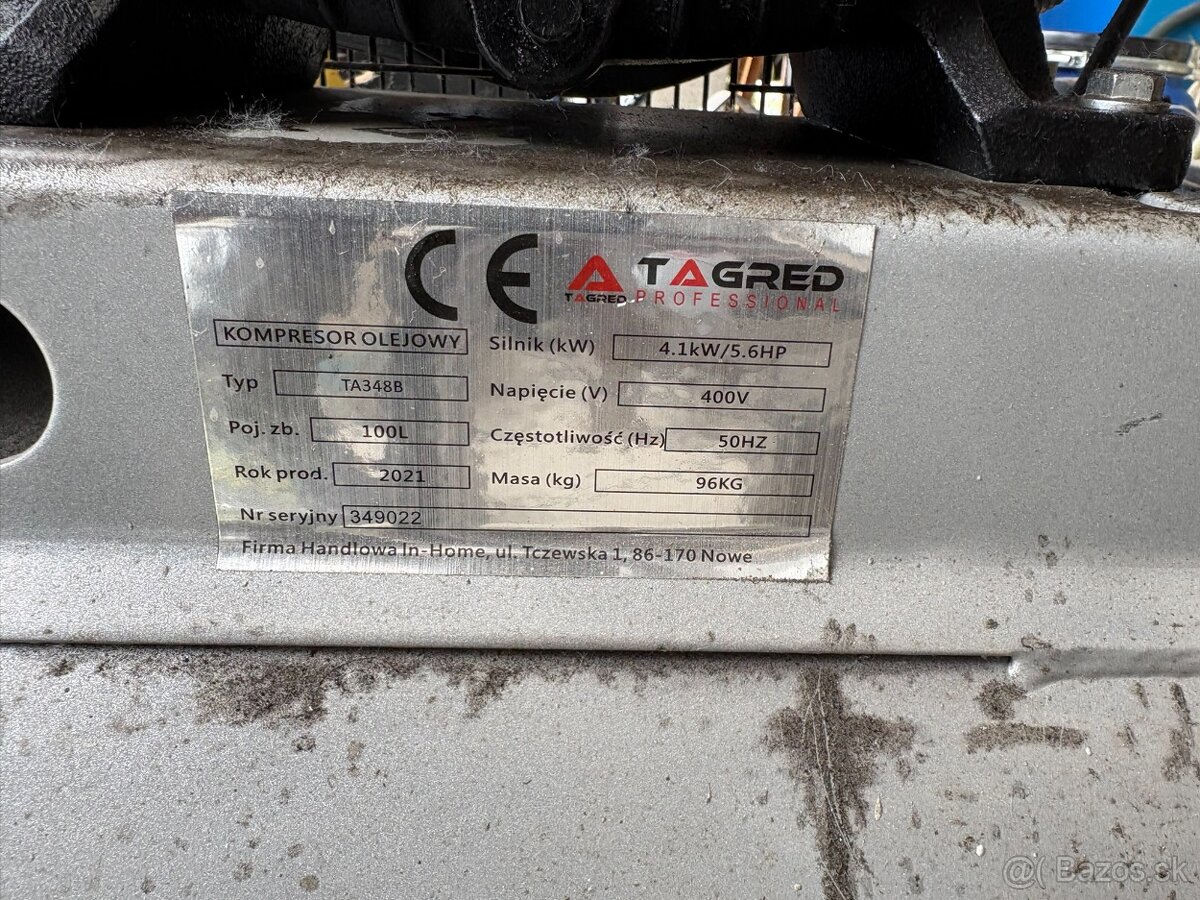 CE TAGRED TAGRED
PROFESSIONAL
KOMPRESOR OLEJOWY
Typ TA348B
Poj. zb. 100L
Rok prod. 2021
Silnik (kW) 4.1kW/5.6HP
Napięcie (V) 400V
Częstotliwość (Hz) 50HZ
Masa (kg) 96KG
Nr seryjny 349022
Firma Handlowa In-Home, ul. Tczewska 1, 86-170 Nowe
@ Bazos.sk